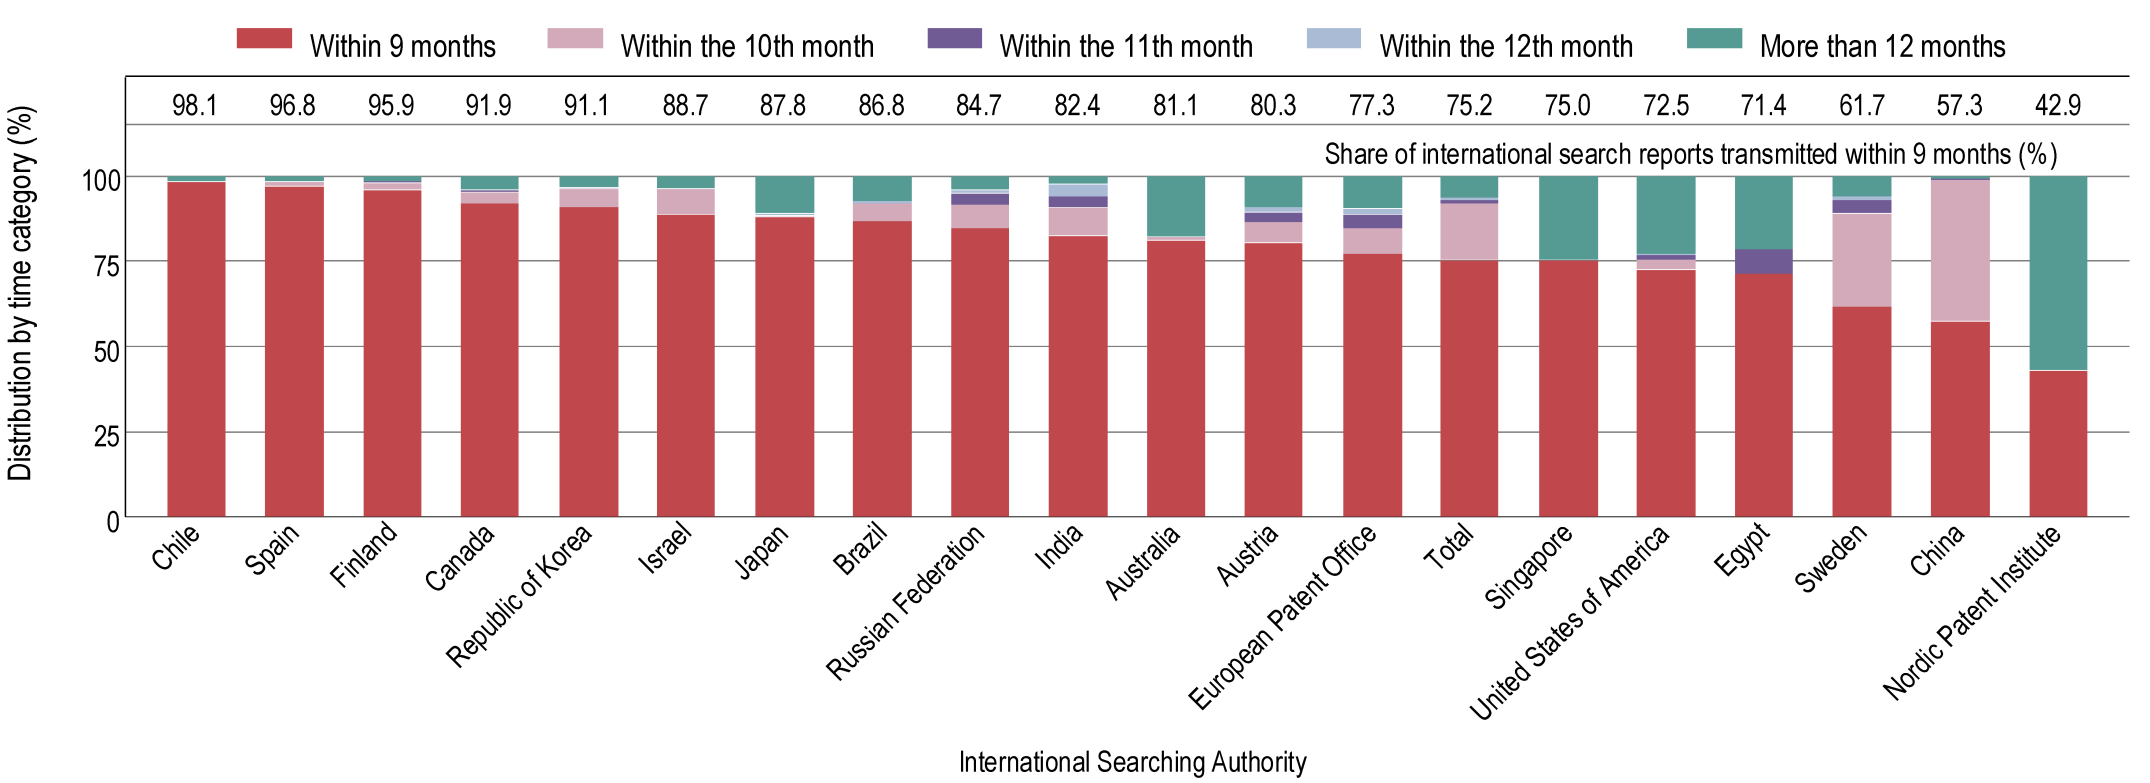 Within 9 months Within the 10th month Within the 11th month Within the 12th month More than 12 months
98.1 96.8 95.9 91.9 91.1 88.7 87.8 86.8 84.7 82.4 81.1 80.3 77.3 75.2 75.0 72.5 71.4 61.7 57.3 42.9
Share of international search reports transmitted within 9 months (%)
Distribution by time category (%)
100
75
50
25
0
Chile
Spain
Finland
Canada
Republic of Korea
Israel
Japan
Brazil
Russian Federation
India
Australia
Austria
European Patent Office
Total
Singapore
United States of America
Egypt
Sweden
China
Nordic Patent Institute
International Searching Authority